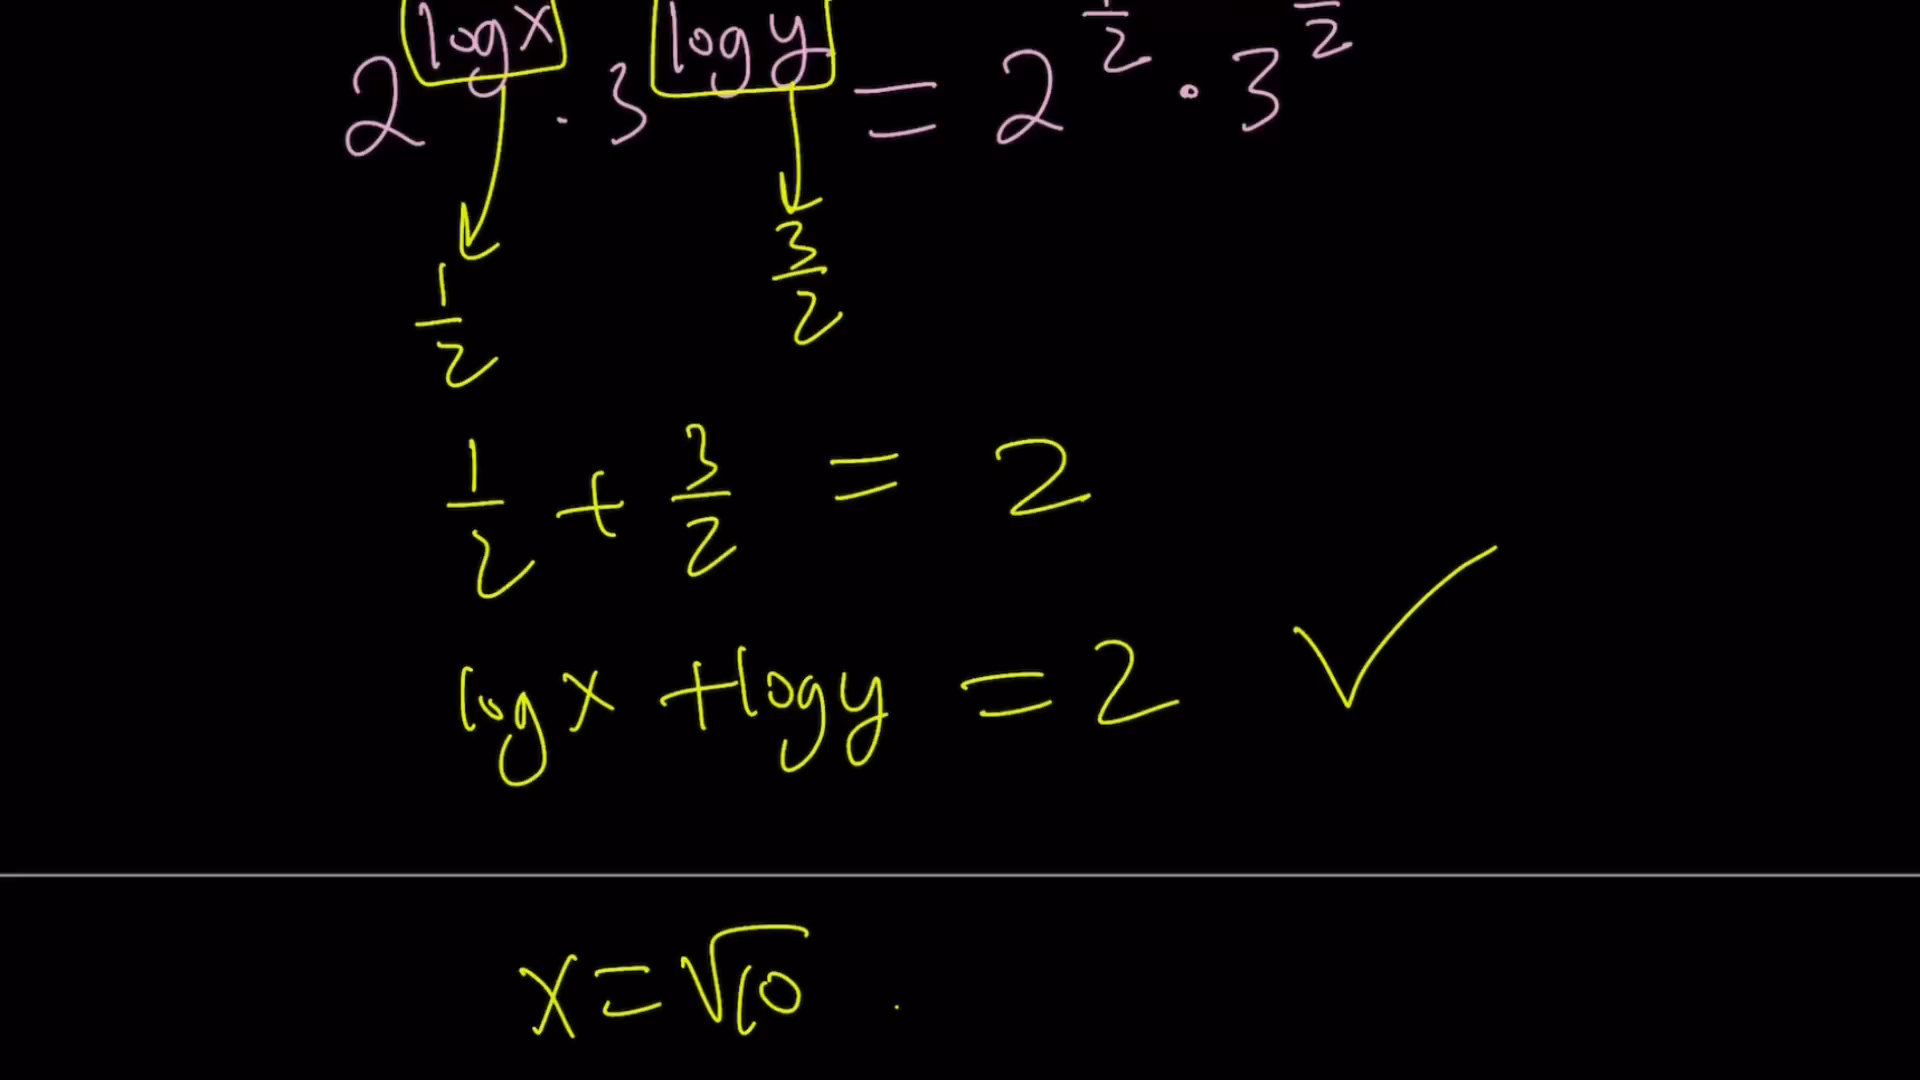 2^{log x} · 3^{log y} = 2^{1/2} · 3^{/2}
1/2 3/2
1/2 + 3/2 = 2
log x + log y = 2 ✓
x = √10 .